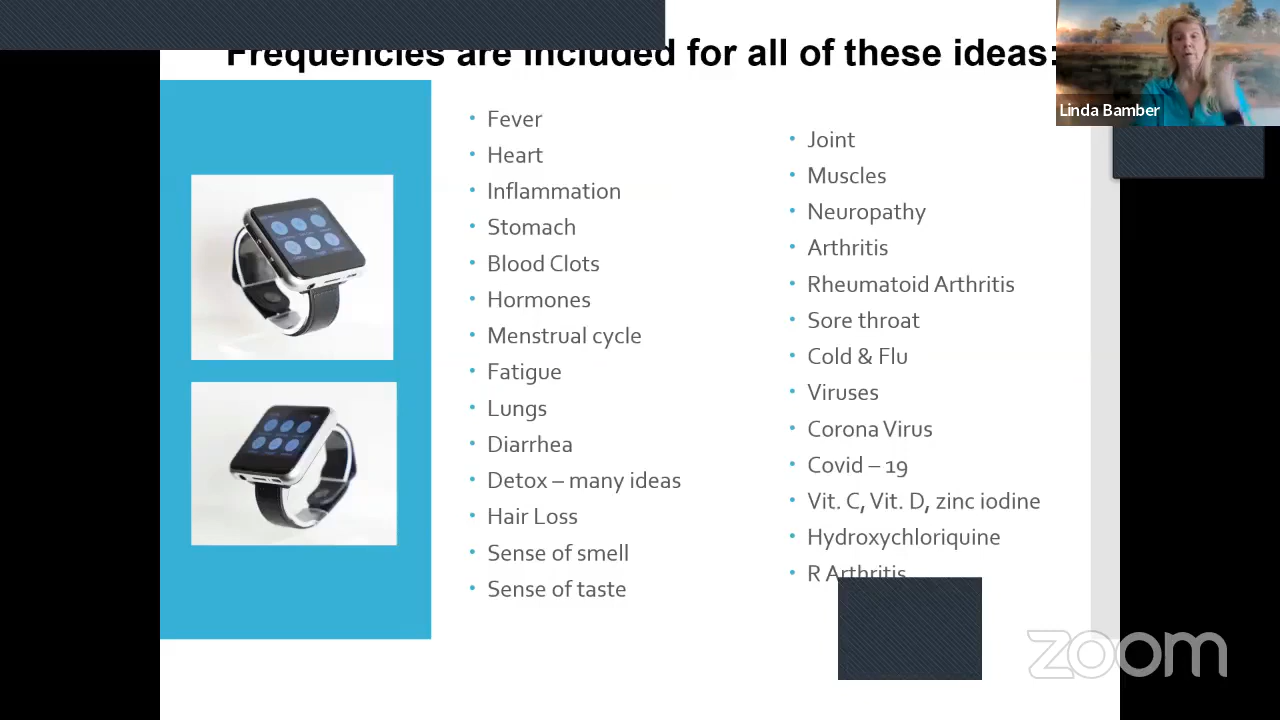 Frequencies are included for all of these ideas:
Linda Bamber
Fever
Heart
Inflammation
Stomach
Blood Clots
Hormones
Menstrual cycle
Fatigue
Lungs
Diarrhea
Detox – many ideas
Hair Loss
Sense of smell
Sense of taste
Joint
Muscles
Neuropathy
Arthritis
Rheumatoid Arthritis
Sore throat
Cold & Flu
Viruses
Corona Virus
Covid – 19
Vit. C, Vit. D, zinc iodine
Hydroxychloriquine
R Arthritis
zoom